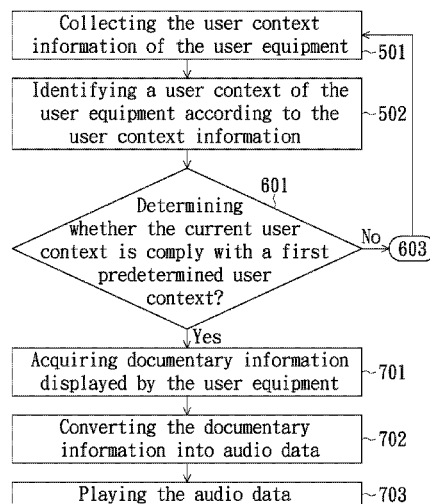 Collecting the user context
information of the user equipment
501
Identifying a user context of
the user equipment according to
the user context information
502
601
Determining
whether the current user
context is comply with a first
predetermined user
context?
No
603
Yes
Acquiring documentary information
displayed by the user equipment
701
Converting the documentary
information into audio data
702
Playing the audio data
703